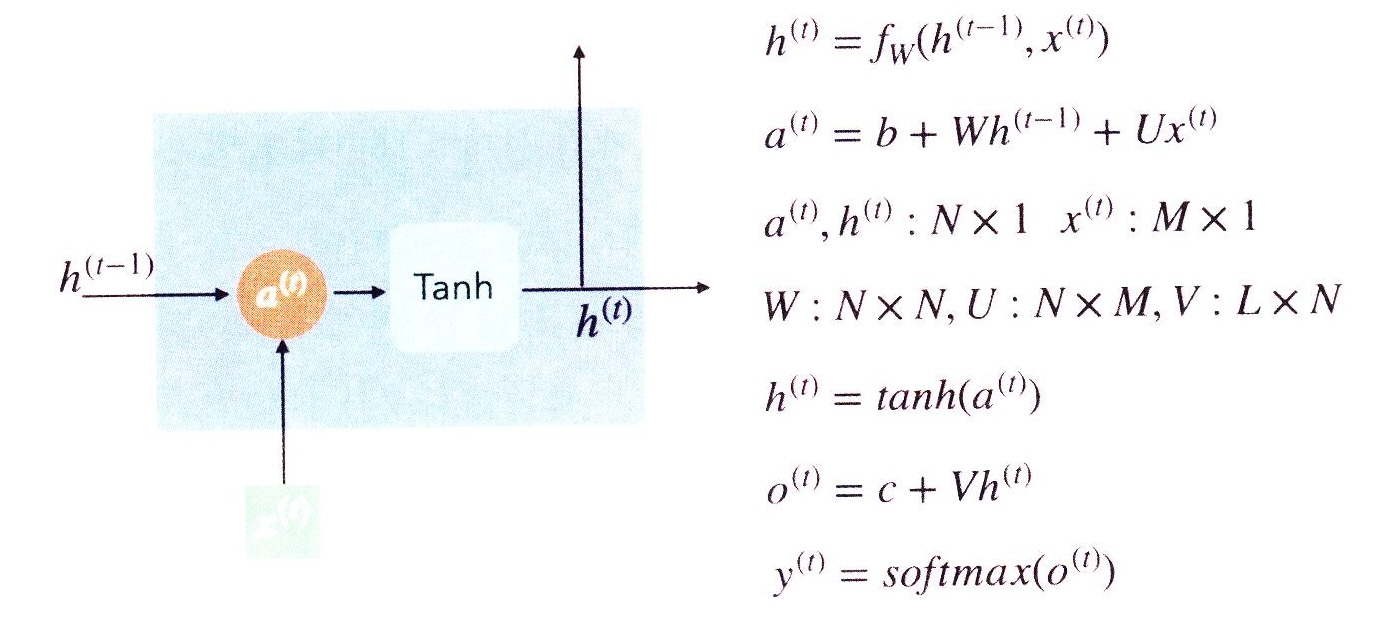 h^(t-1)
a^(t)
Tanh
h^(t)
x^(t)
h^(t) = f_W(h^(t-1), x^(t))
a^(t) = b + Wh^(t-1) + Ux^(t)
a^(t), h^(t) : N × 1 x^(t) : M × 1
W : N × N, U : N × M, V : L × N
h^(t) = tanh(a^(t))
o^(t) = c + Vh^(t)
y^(t) = softmax(o^(t))